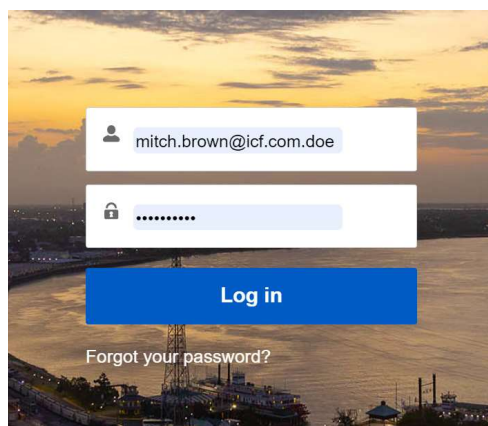 mitch.brown@icf.com.doe
••••••••••
Log in
Forgot your password?